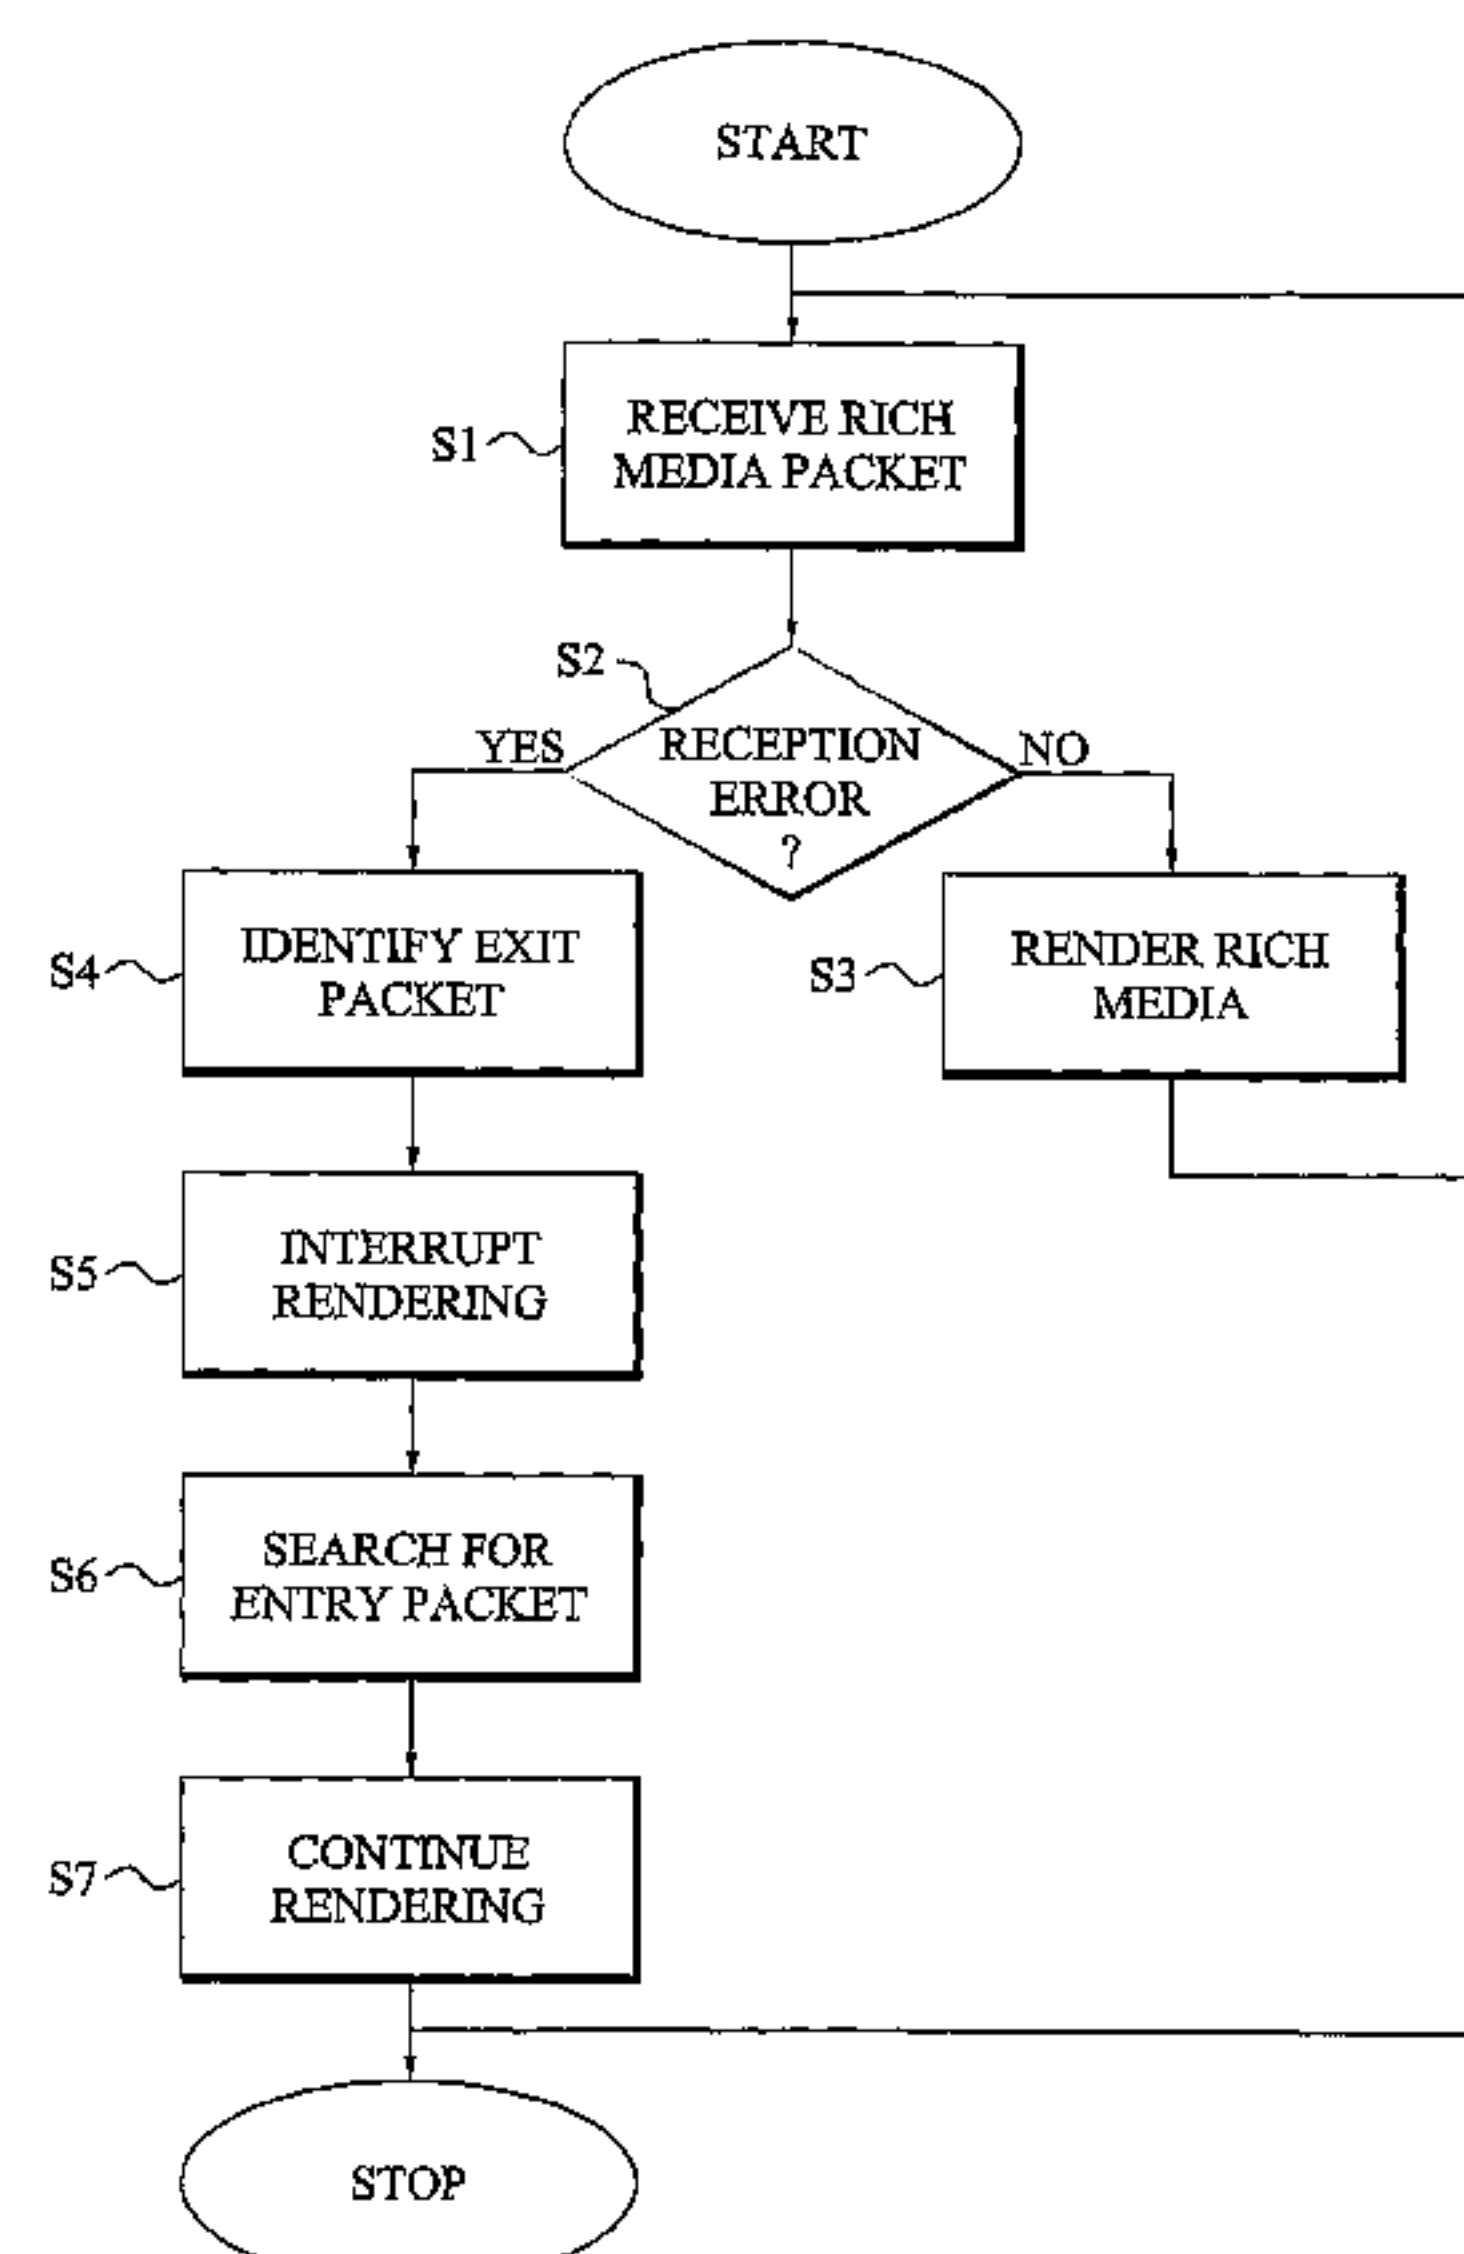 START
S1
RECEIVE RICH
MEDIA PACKET
S2
YES
RECEPTION
ERROR
?
NO
S4
IDENTIFY EXIT
PACKET
S3
RENDER RICH
MEDIA
S5
INTERRUPT
RENDERING
S6
SEARCH FOR
ENTRY PACKET
S7
CONTINUE
RENDERING
STOP